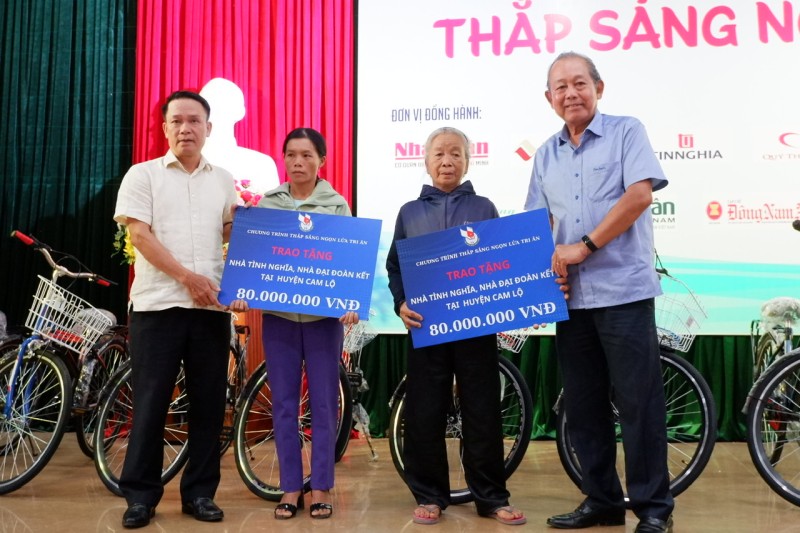 THẮP SÁNG
ĐƠN VỊ ĐỒNG HÀNH:
TINNGHIA
CHƯƠNG TRÌNH THẮP SÁNG NGỌN LỬA TRI ÂN
TRAO TẶNG
NHÀ TÌNH NGHĨA, NHÀ ĐẠI ĐOÀN KẾT
TẠI HUYỆN CAM LỘ
80.000.000 VNĐ
CHƯƠNG TRÌNH THẮP SÁNG NGỌN LỬA TRI ÂN
TRAO TẶNG
NHÀ TÌNH NGHĨA, NHÀ ĐẠI ĐOÀN KẾT
TẠI HUYỆN CAM LỘ
80.000.000 VNĐ